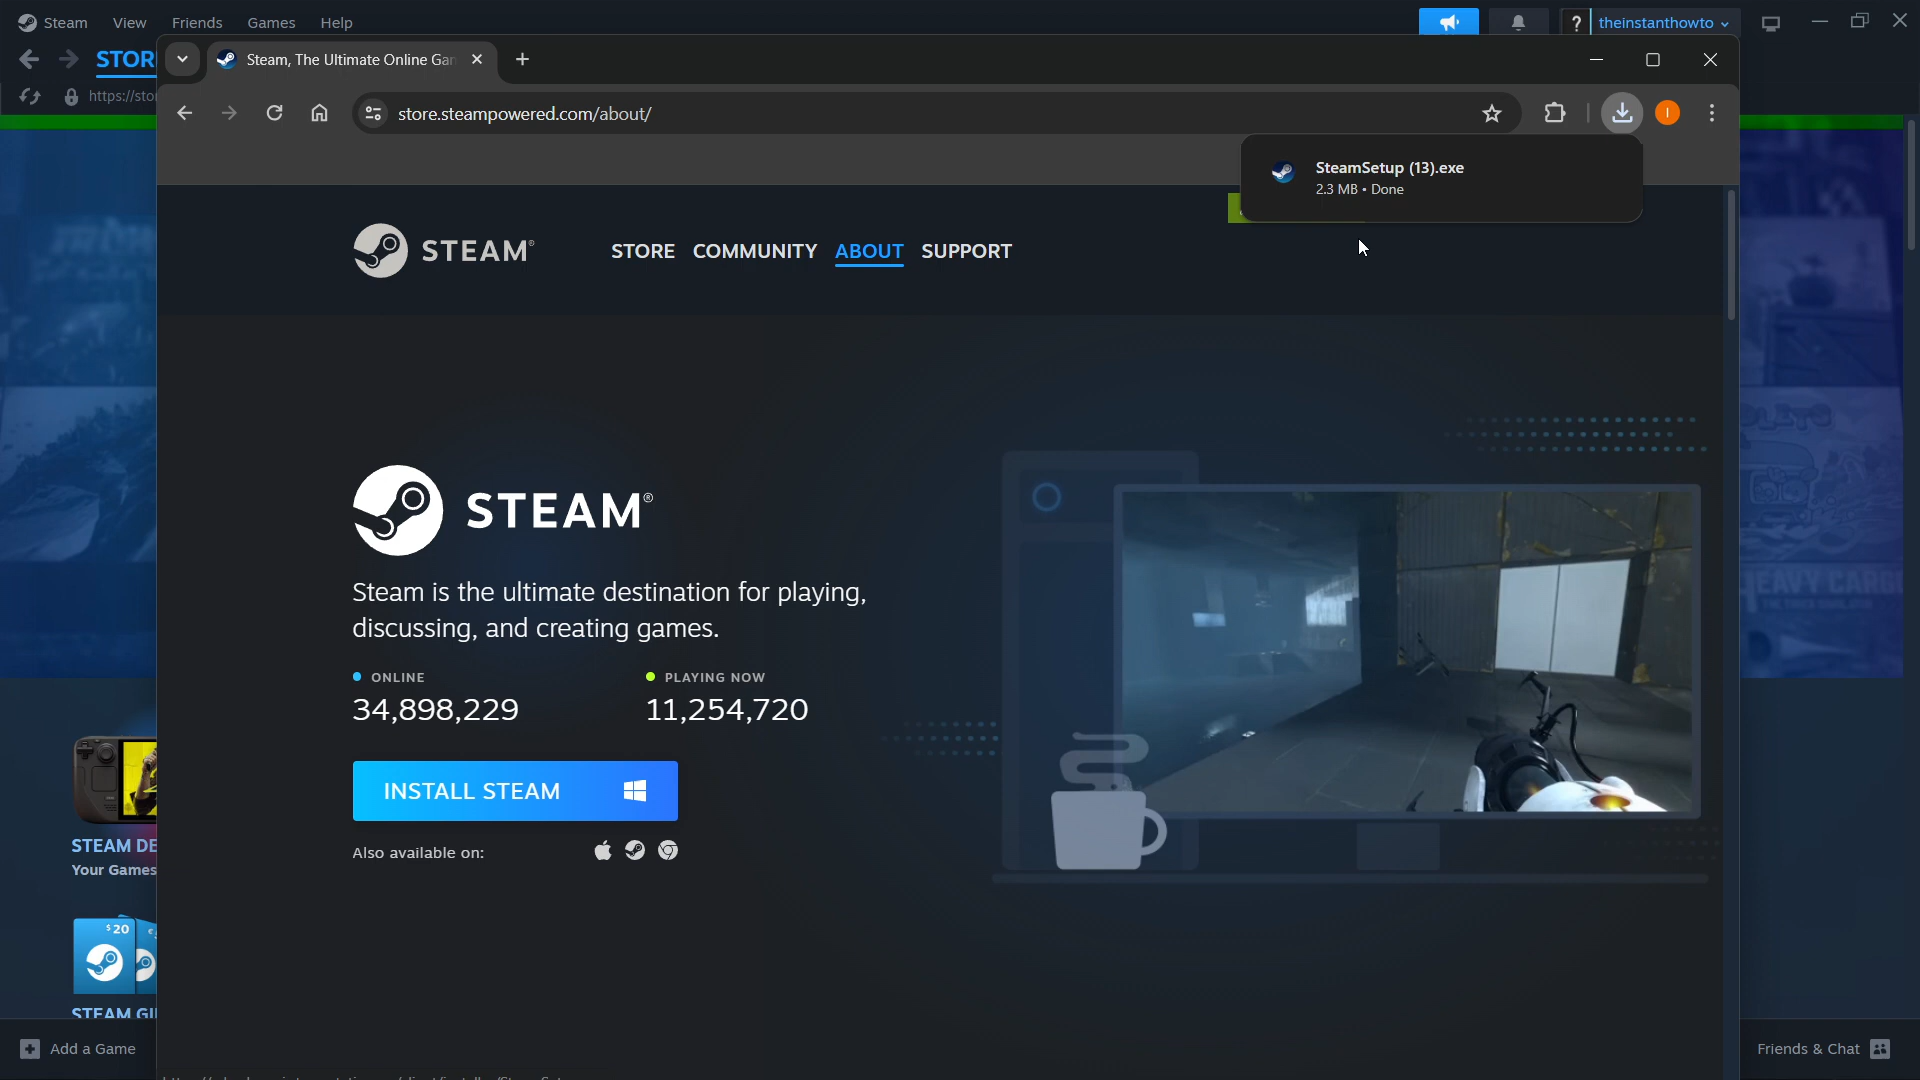 Steam View Friends Games Help
theinstanthowto
STOR
https://sto
Steam, The Ultimate Online Gar
store.steampowered.com/about/
SteamSetup (13).exe
2.3 MB • Done
STEAM®
STORE COMMUNITY ABOUT SUPPORT
STEAM®
Steam is the ultimate destination for playing,
discussing, and creating games.
ONLINE
34,898,229
PLAYING NOW
11,254,720
INSTALL STEAM
Also available on:
STEAM DE
Your Games
$20
STEAM GI
HEAVY CARG
Add a Game
Friends & Chat